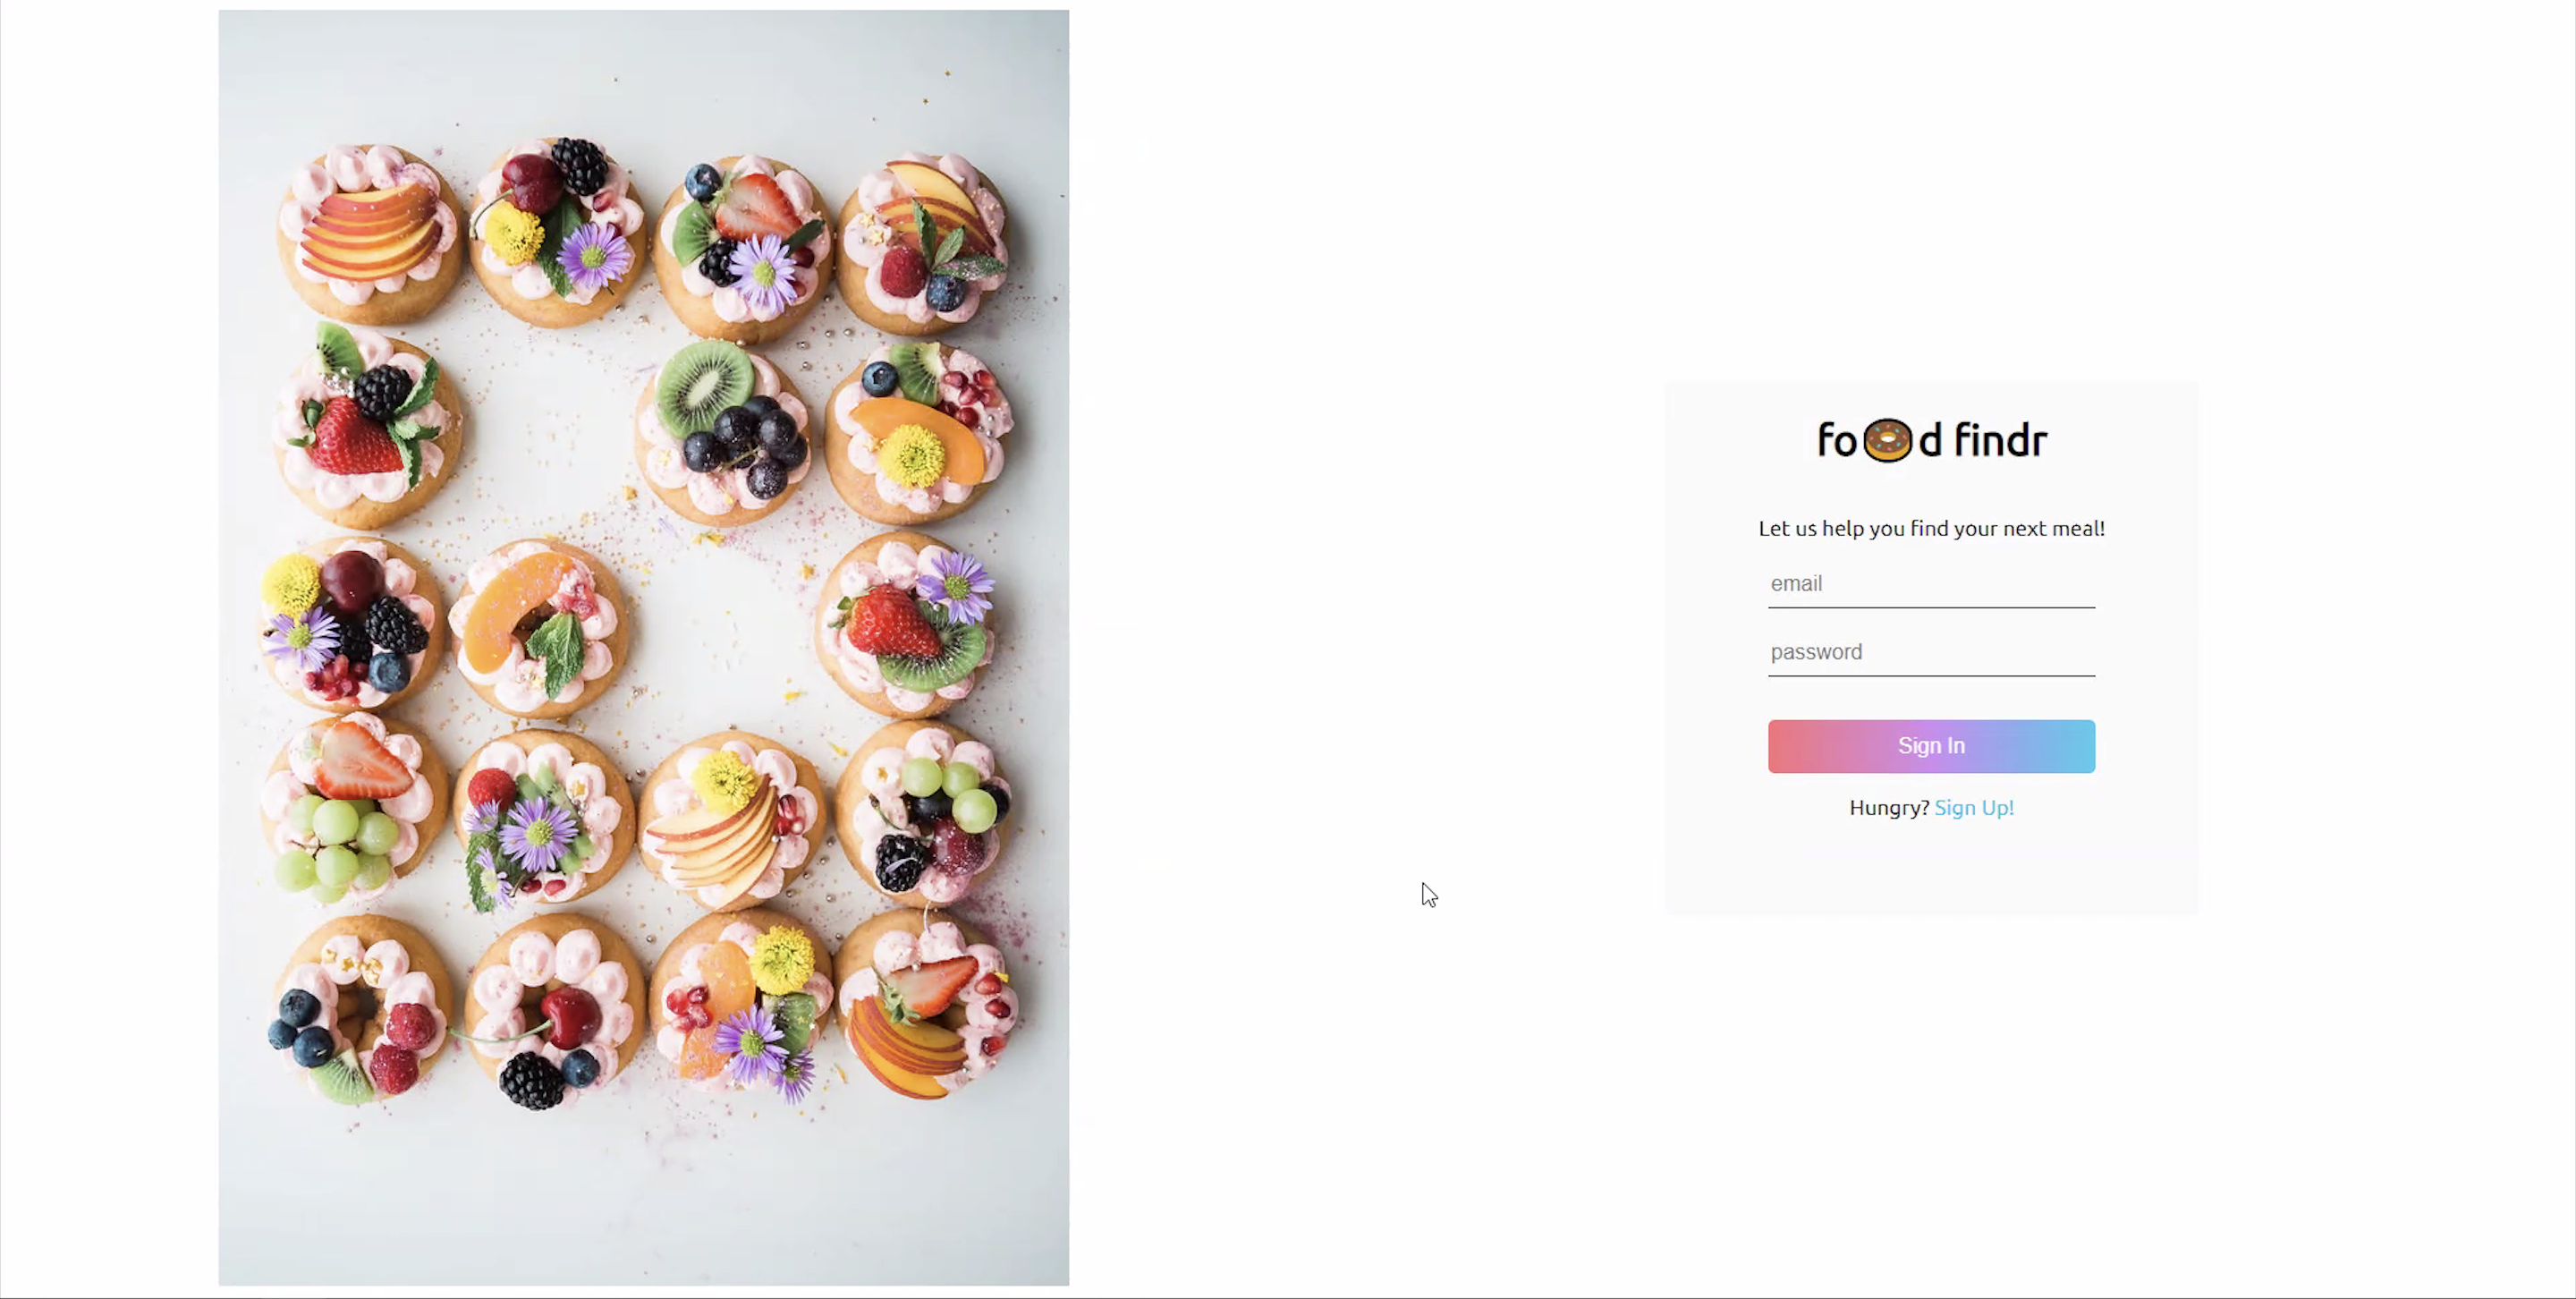 fo🍩d findr
Let us help you find your next meal!
email
password
Sign In
Hungry? Sign Up!